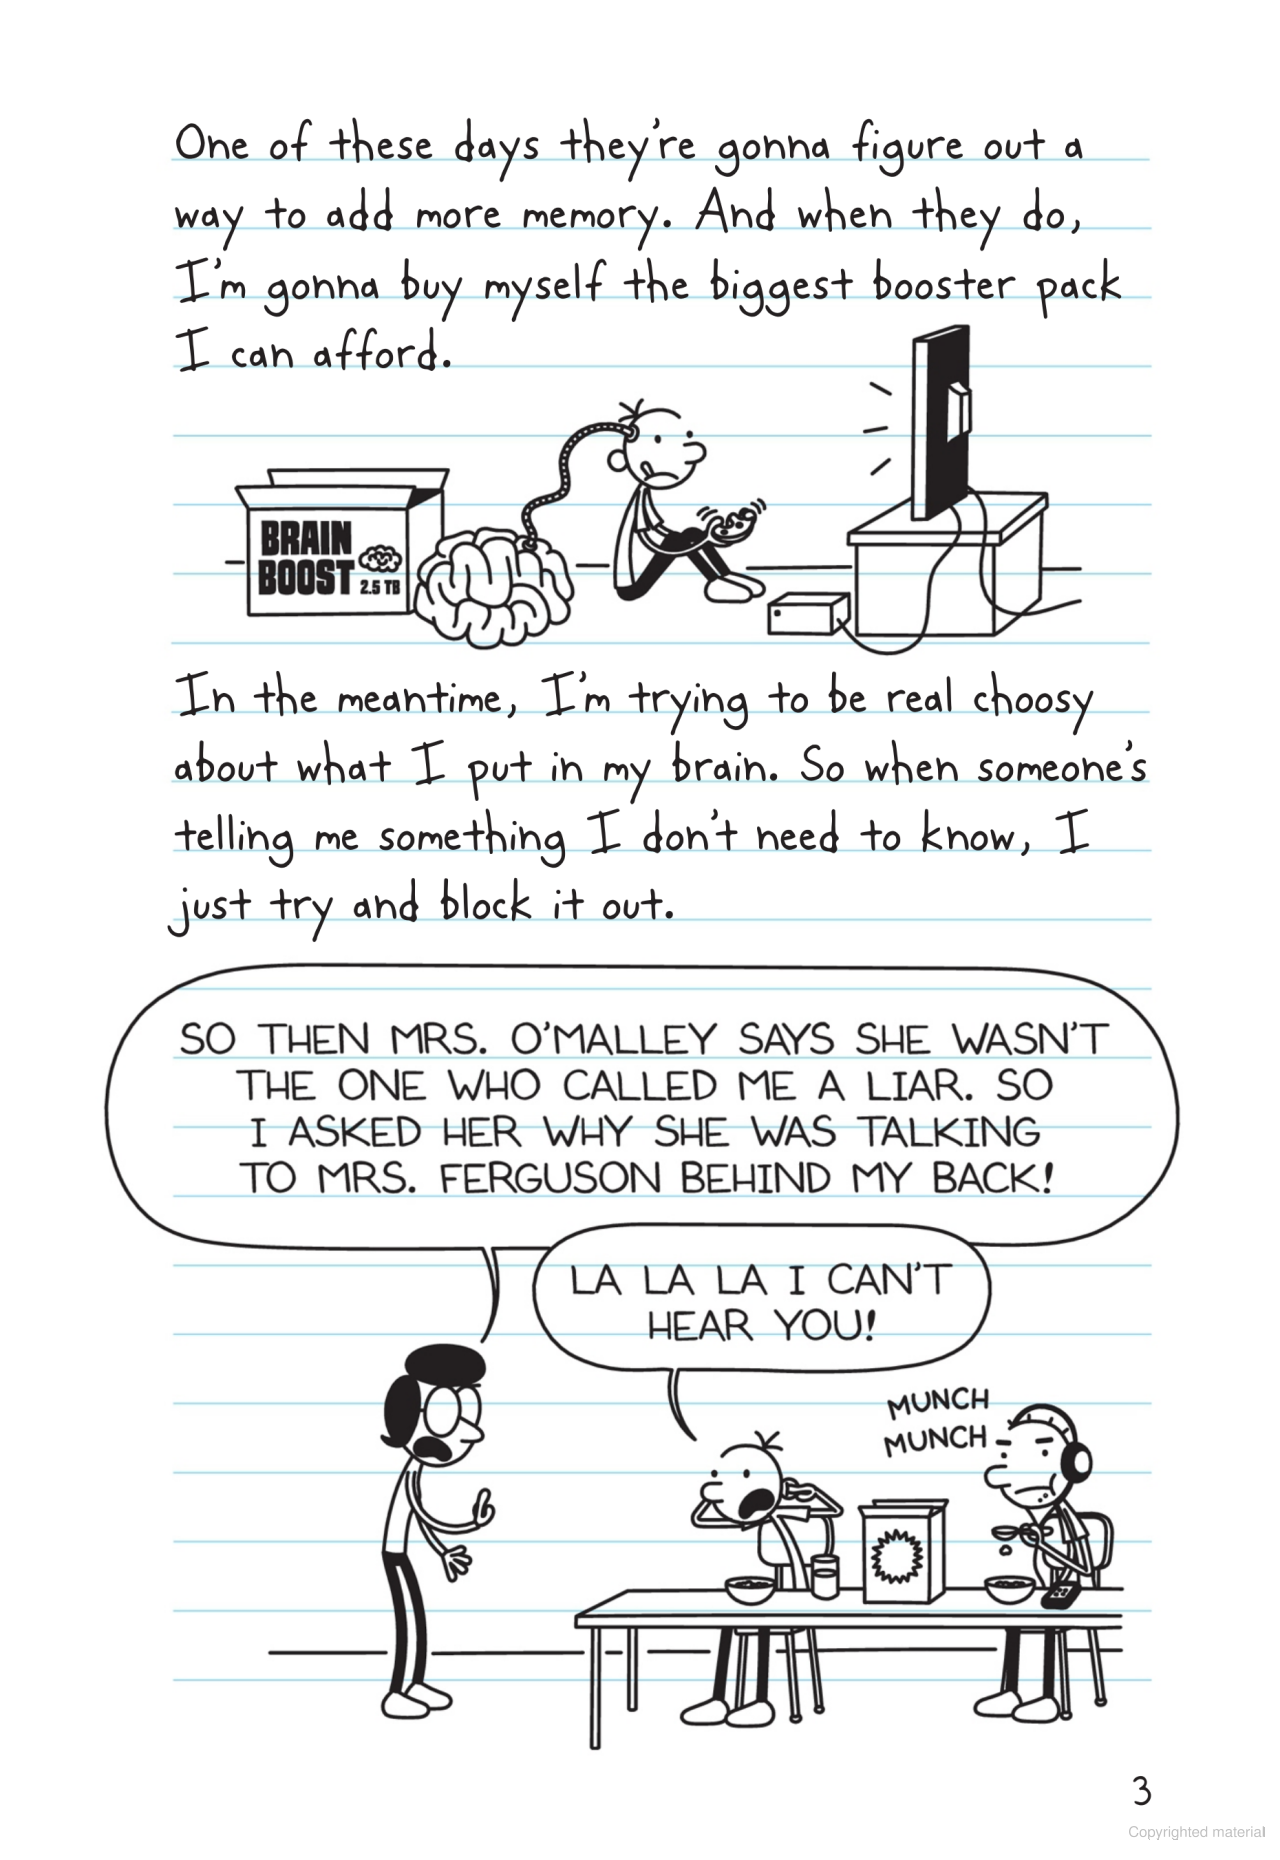 One of these days they're gonna figure out a
way to add more memory. And when they do,
I'm gonna buy myself the biggest booster pack
I can afford.
BRAIN
BOOST 2.5 TB
In the meantime, I'm trying to be real choosy
about what I put in my brain. So when someone's
telling me something I don't need to know, I
just try and block it out.
SO THEN MRS. O'MALLEY SAYS SHE WASN'T
THE ONE WHO CALLED ME A LIAR. SO
I ASKED HER WHY SHE WAS TALKING
TO MRS. FERGUSON BEHIND MY BACK!
LA LA LA I CAN'T
HEAR YOU!
MUNCH
MUNCH
3
Copyrighted material